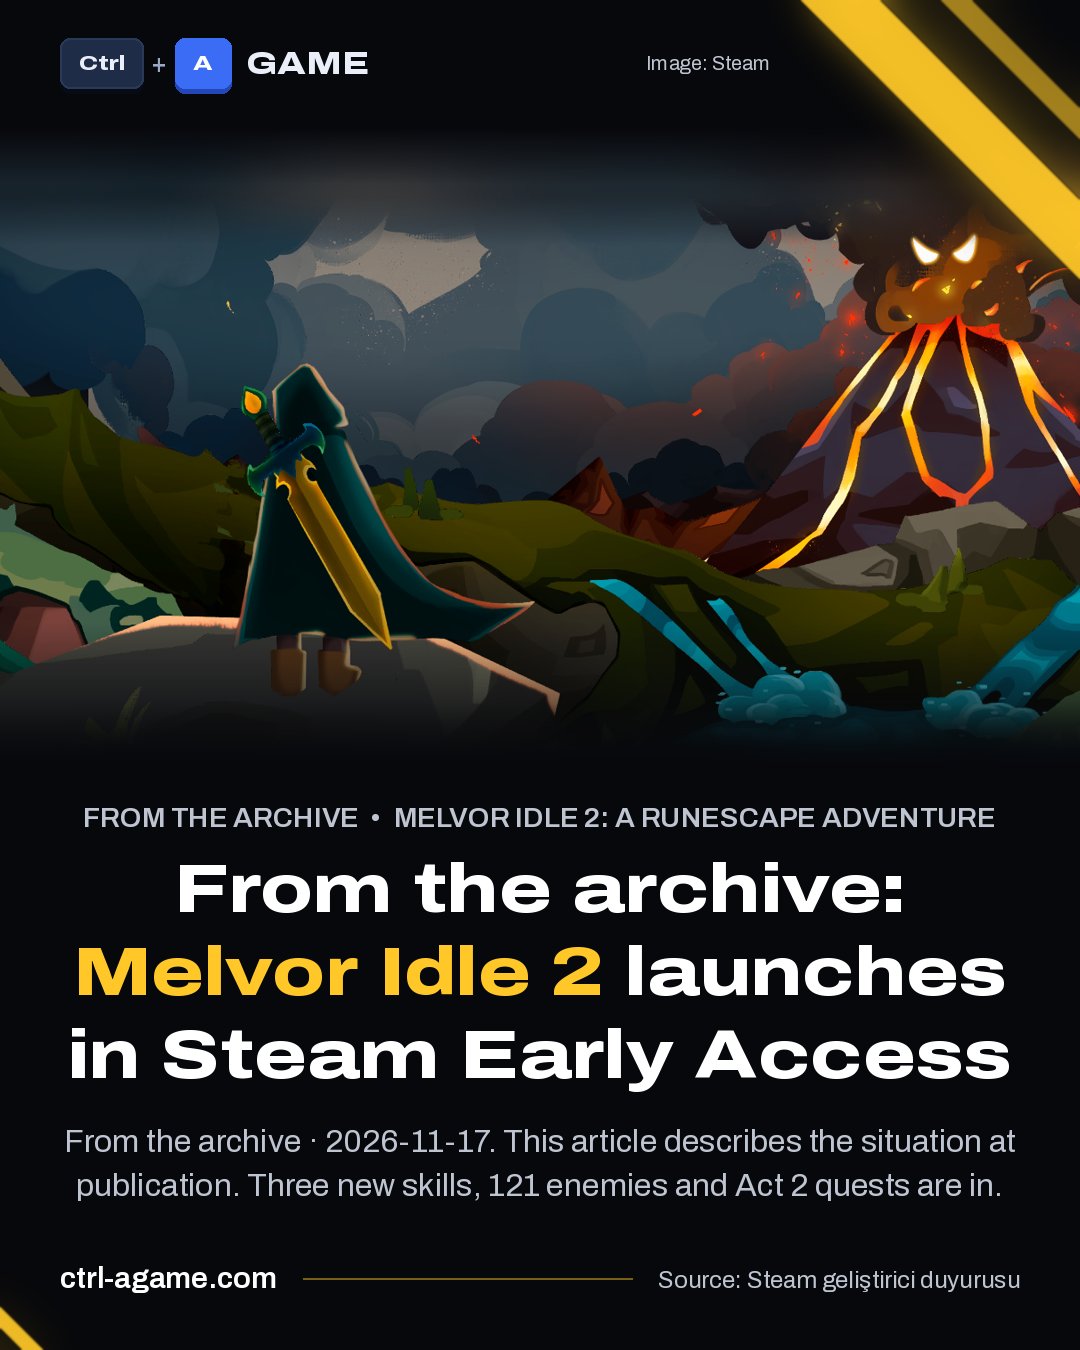 Ctrl + A GAME
Image: Steam
FROM THE ARCHIVE • MELVOR IDLE 2: A RUNESCAPE ADVENTURE
From the archive:
Melvor Idle 2 launches
in Steam Early Access
From the archive · 2026-11-17. This article describes the situation at
publication. Three new skills, 121 enemies and Act 2 quests are in.
ctrl-agame.com
Source: Steam geliştirici duyurusu